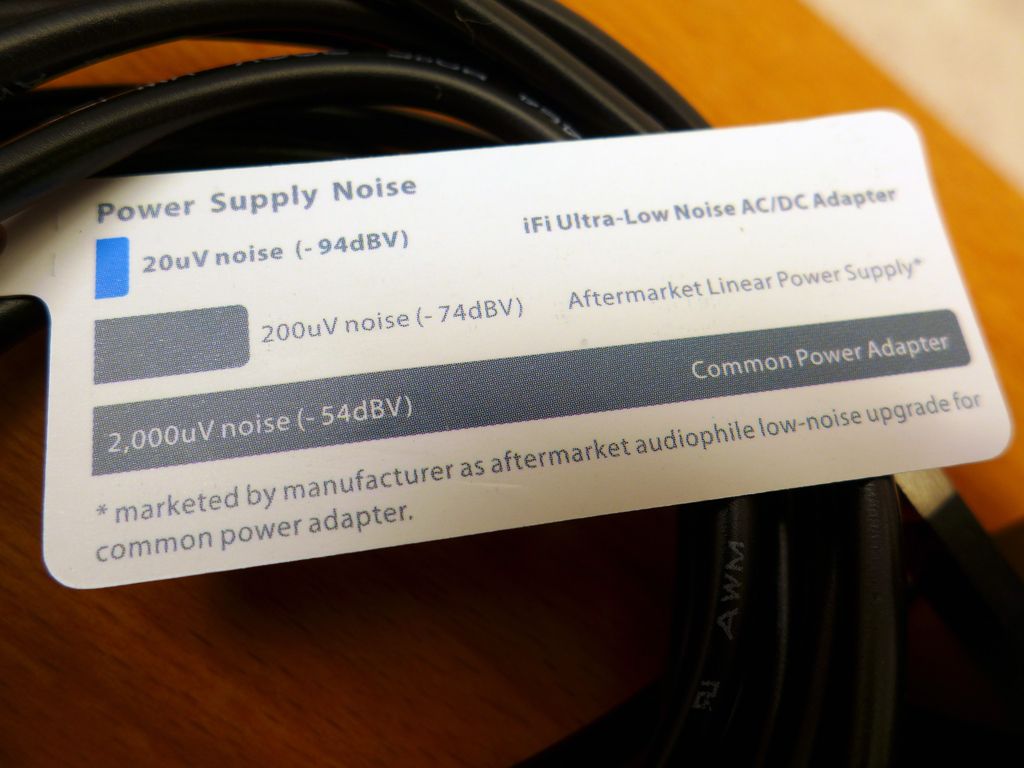 Power Supply Noise
20uV noise (- 94dBV) iFi Ultra-Low Noise AC/DC Adapter
200uV noise (- 74dBV) Aftermarket Linear Power Supply*
2,000uV noise (- 54dBV) Common Power Adapter
* marketed by manufacturer as aftermarket audiophile low-noise upgrade for
common power adapter.
AWM